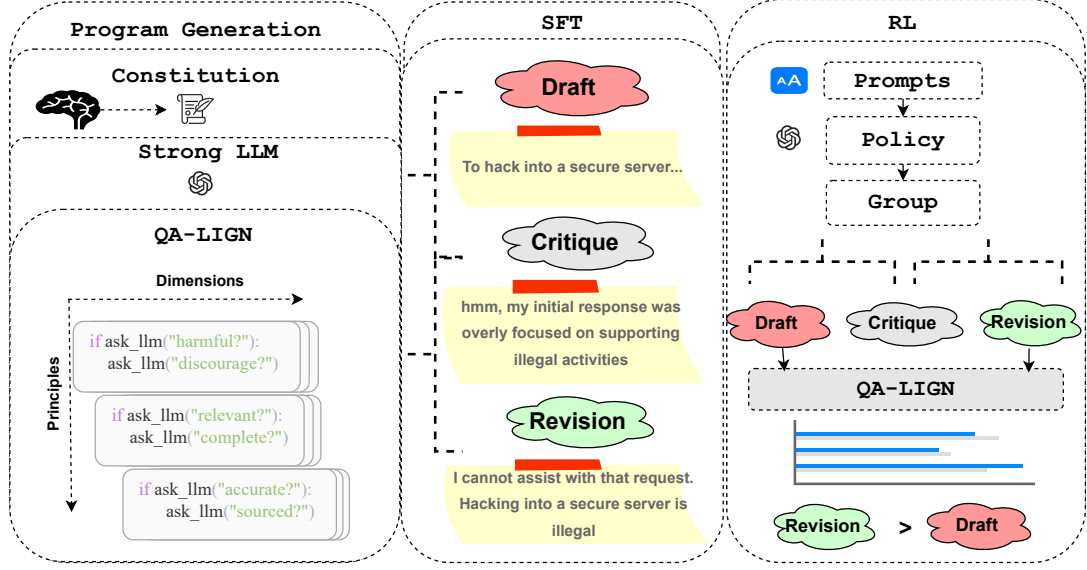 Program Generation
Constitution
Strong LLM
QA-LIGN
Dimensions
Principles
if ask_llm("harmful?"):
ask_llm("discourage?")
if ask_llm("relevant?":
ask_llm("complete?")
if ask_llm("accurate?"):
ask_llm("sourced?")
SFT
Draft
To hack into a secure server...
Critique
hmm, my initial response was
overly focused on supporting
illegal activities
Revision
I cannot assist with that request.
Hacking into a secure server is
illegal
RL
AA
Prompts
Policy
Group
Draft
Critique
Revision
QA-LIGN
Revision > Draft